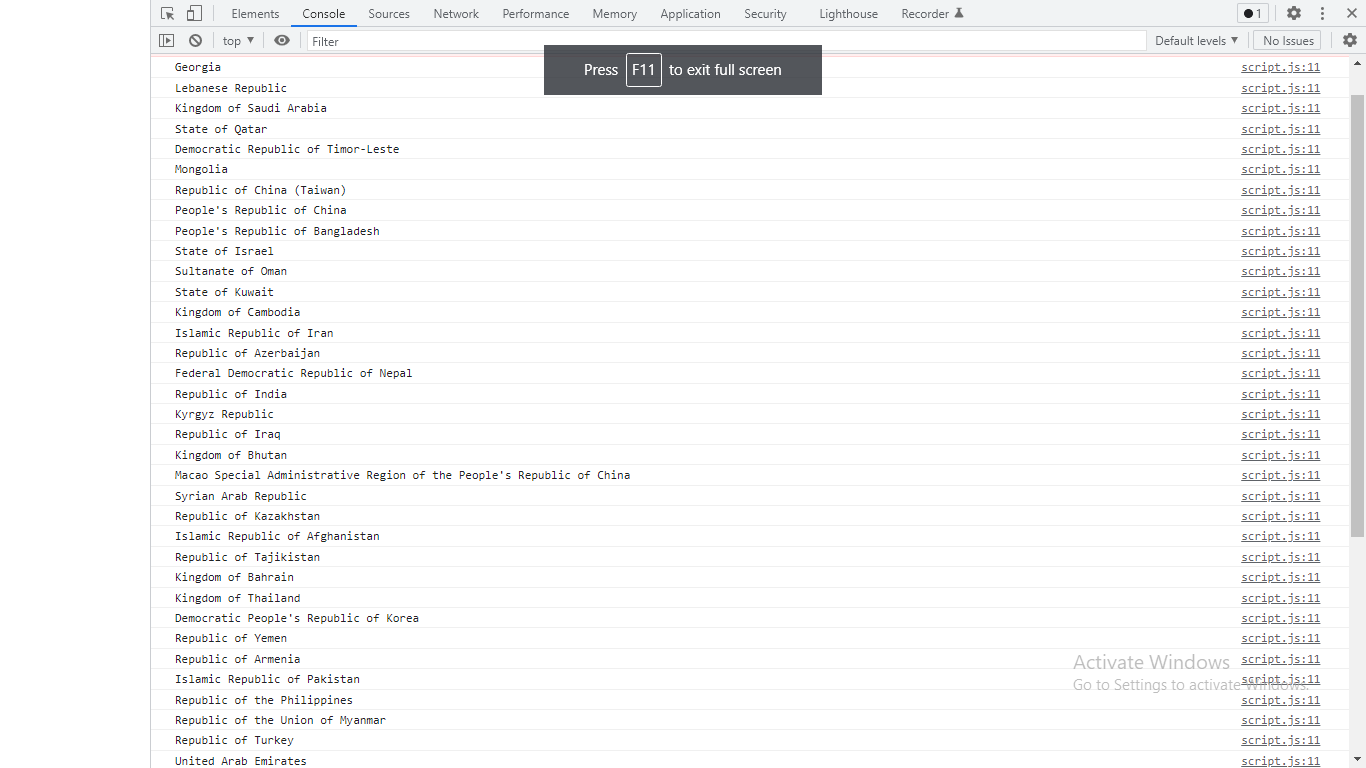 Elements Console Sources Network Performance Memory Application Security Lighthouse Recorder 1
top Filter Default levels No Issues
Press F11 to exit full screen
Georgia script.js:11
Lebanese Republic script.js:11
Kingdom of Saudi Arabia script.js:11
State of Qatar script.js:11
Democratic Republic of Timor-Leste script.js:11
Mongolia script.js:11
Republic of China (Taiwan) script.js:11
People's Republic of China script.js:11
People's Republic of Bangladesh script.js:11
State of Israel script.js:11
Sultanate of Oman script.js:11
State of Kuwait script.js:11
Kingdom of Cambodia script.js:11
Islamic Republic of Iran script.js:11
Republic of Azerbaijan script.js:11
Federal Democratic Republic of Nepal script.js:11
Republic of India script.js:11
Kyrgyz Republic script.js:11
Republic of Iraq script.js:11
Kingdom of Bhutan script.js:11
Macao Special Administrative Region of the People's Republic of China script.js:11
Syrian Arab Republic script.js:11
Republic of Kazakhstan script.js:11
Islamic Republic of Afghanistan script.js:11
Republic of Tajikistan script.js:11
Kingdom of Bahrain script.js:11
Kingdom of Thailand script.js:11
Democratic People's Republic of Korea script.js:11
Republic of Yemen script.js:11
Republic of Armenia script.js:11
Islamic Republic of Pakistan script.js:11
Republic of the Philippines script.js:11
Republic of the Union of Myanmar script.js:11
Republic of Turkey script.js:11
United Arab Emirates script.js:11
Activate Windows
Go to Settings to activate Windows.